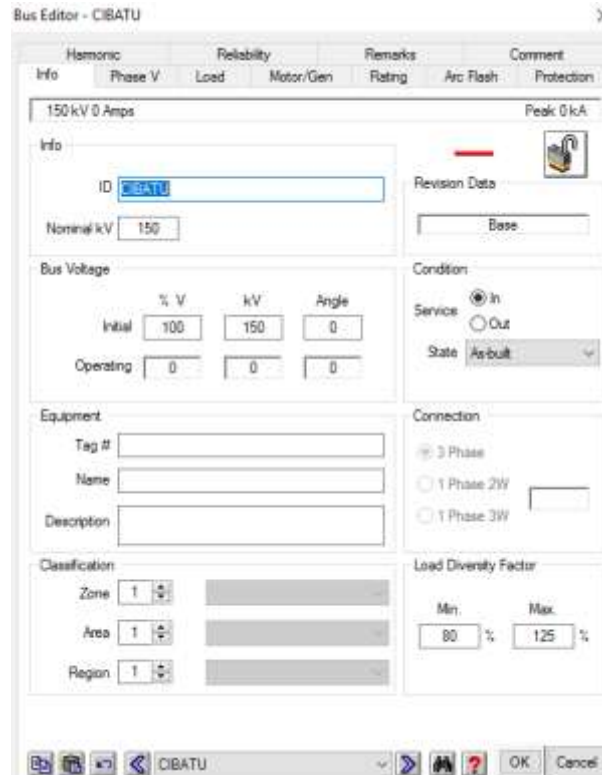 Bus Editor - CIBATU
Harmonic Reliability Remarks Comment
Info Phase V Load Motor/Gen Rating Arc Flash Protection
150 kV 0 Amps Peak 0 kA
Info
ID CIBATU
Nominal kV 150
Revision Data
Base
Bus Voltage
% V kV Angle
Initial 100 150 0
Operating 0 0 0
Condition
Service In
Out
State As-built
Equipment
Tag #
Name
Description
Connection
3 Phase
1 Phase 2W
1 Phase 3W
Classification
Zone 1
Area 1
Region 1
Load Diversity Factor
Min. Max.
80 % 125 %
CIBATU ? OK Cancel